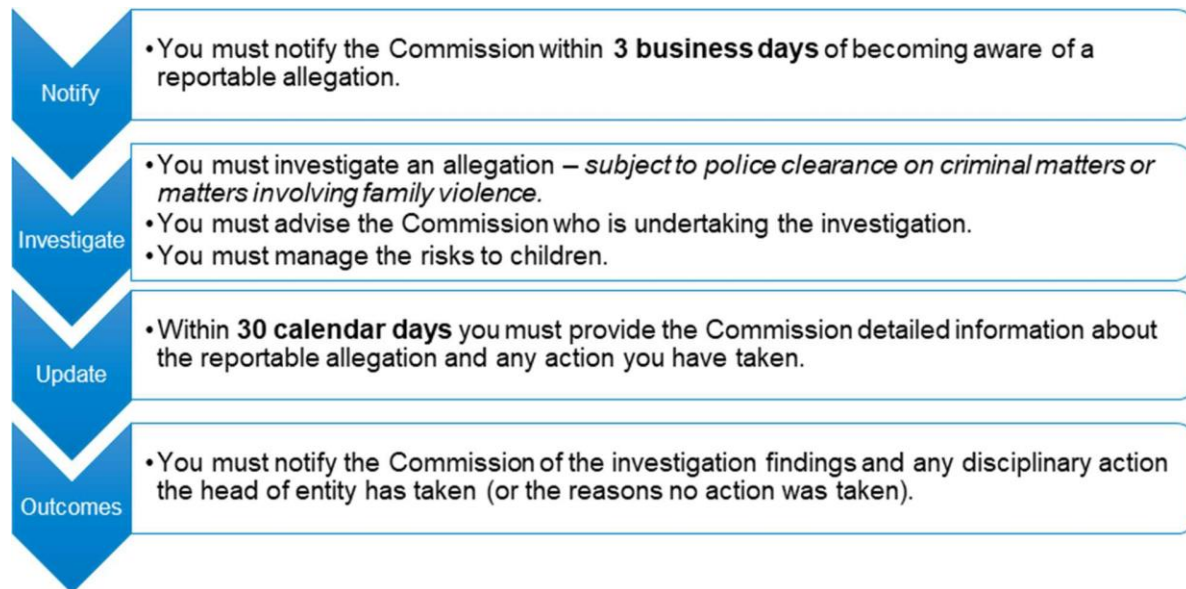 Notify
•You must notify the Commission within 3 business days of becoming aware of a
reportable allegation.
Investigate
•You must investigate an allegation – subject to police clearance on criminal matters or
matters involving family violence.
•You must advise the Commission who is undertaking the investigation.
•You must manage the risks to children.
Update
•Within 30 calendar days you must provide the Commission detailed information about
the reportable allegation and any action you have taken.
Outcomes
•You must notify the Commission of the investigation findings and any disciplinary action
the head of entity has taken (or the reasons no action was taken).